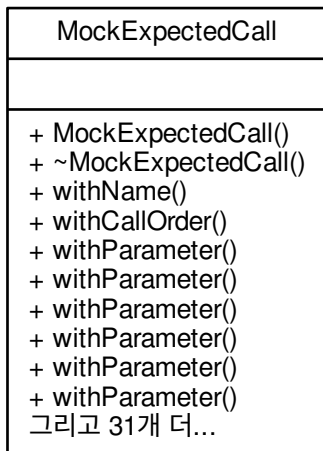 MockExpectedCall
+ MockExpectedCall()
+ ~MockExpectedCall()
+ withName()
+ withCallOrder()
+ withParameter()
+ withParameter()
+ withParameter()
+ withParameter()
+ withParameter()
+ withParameter()
그리고 31개 더...